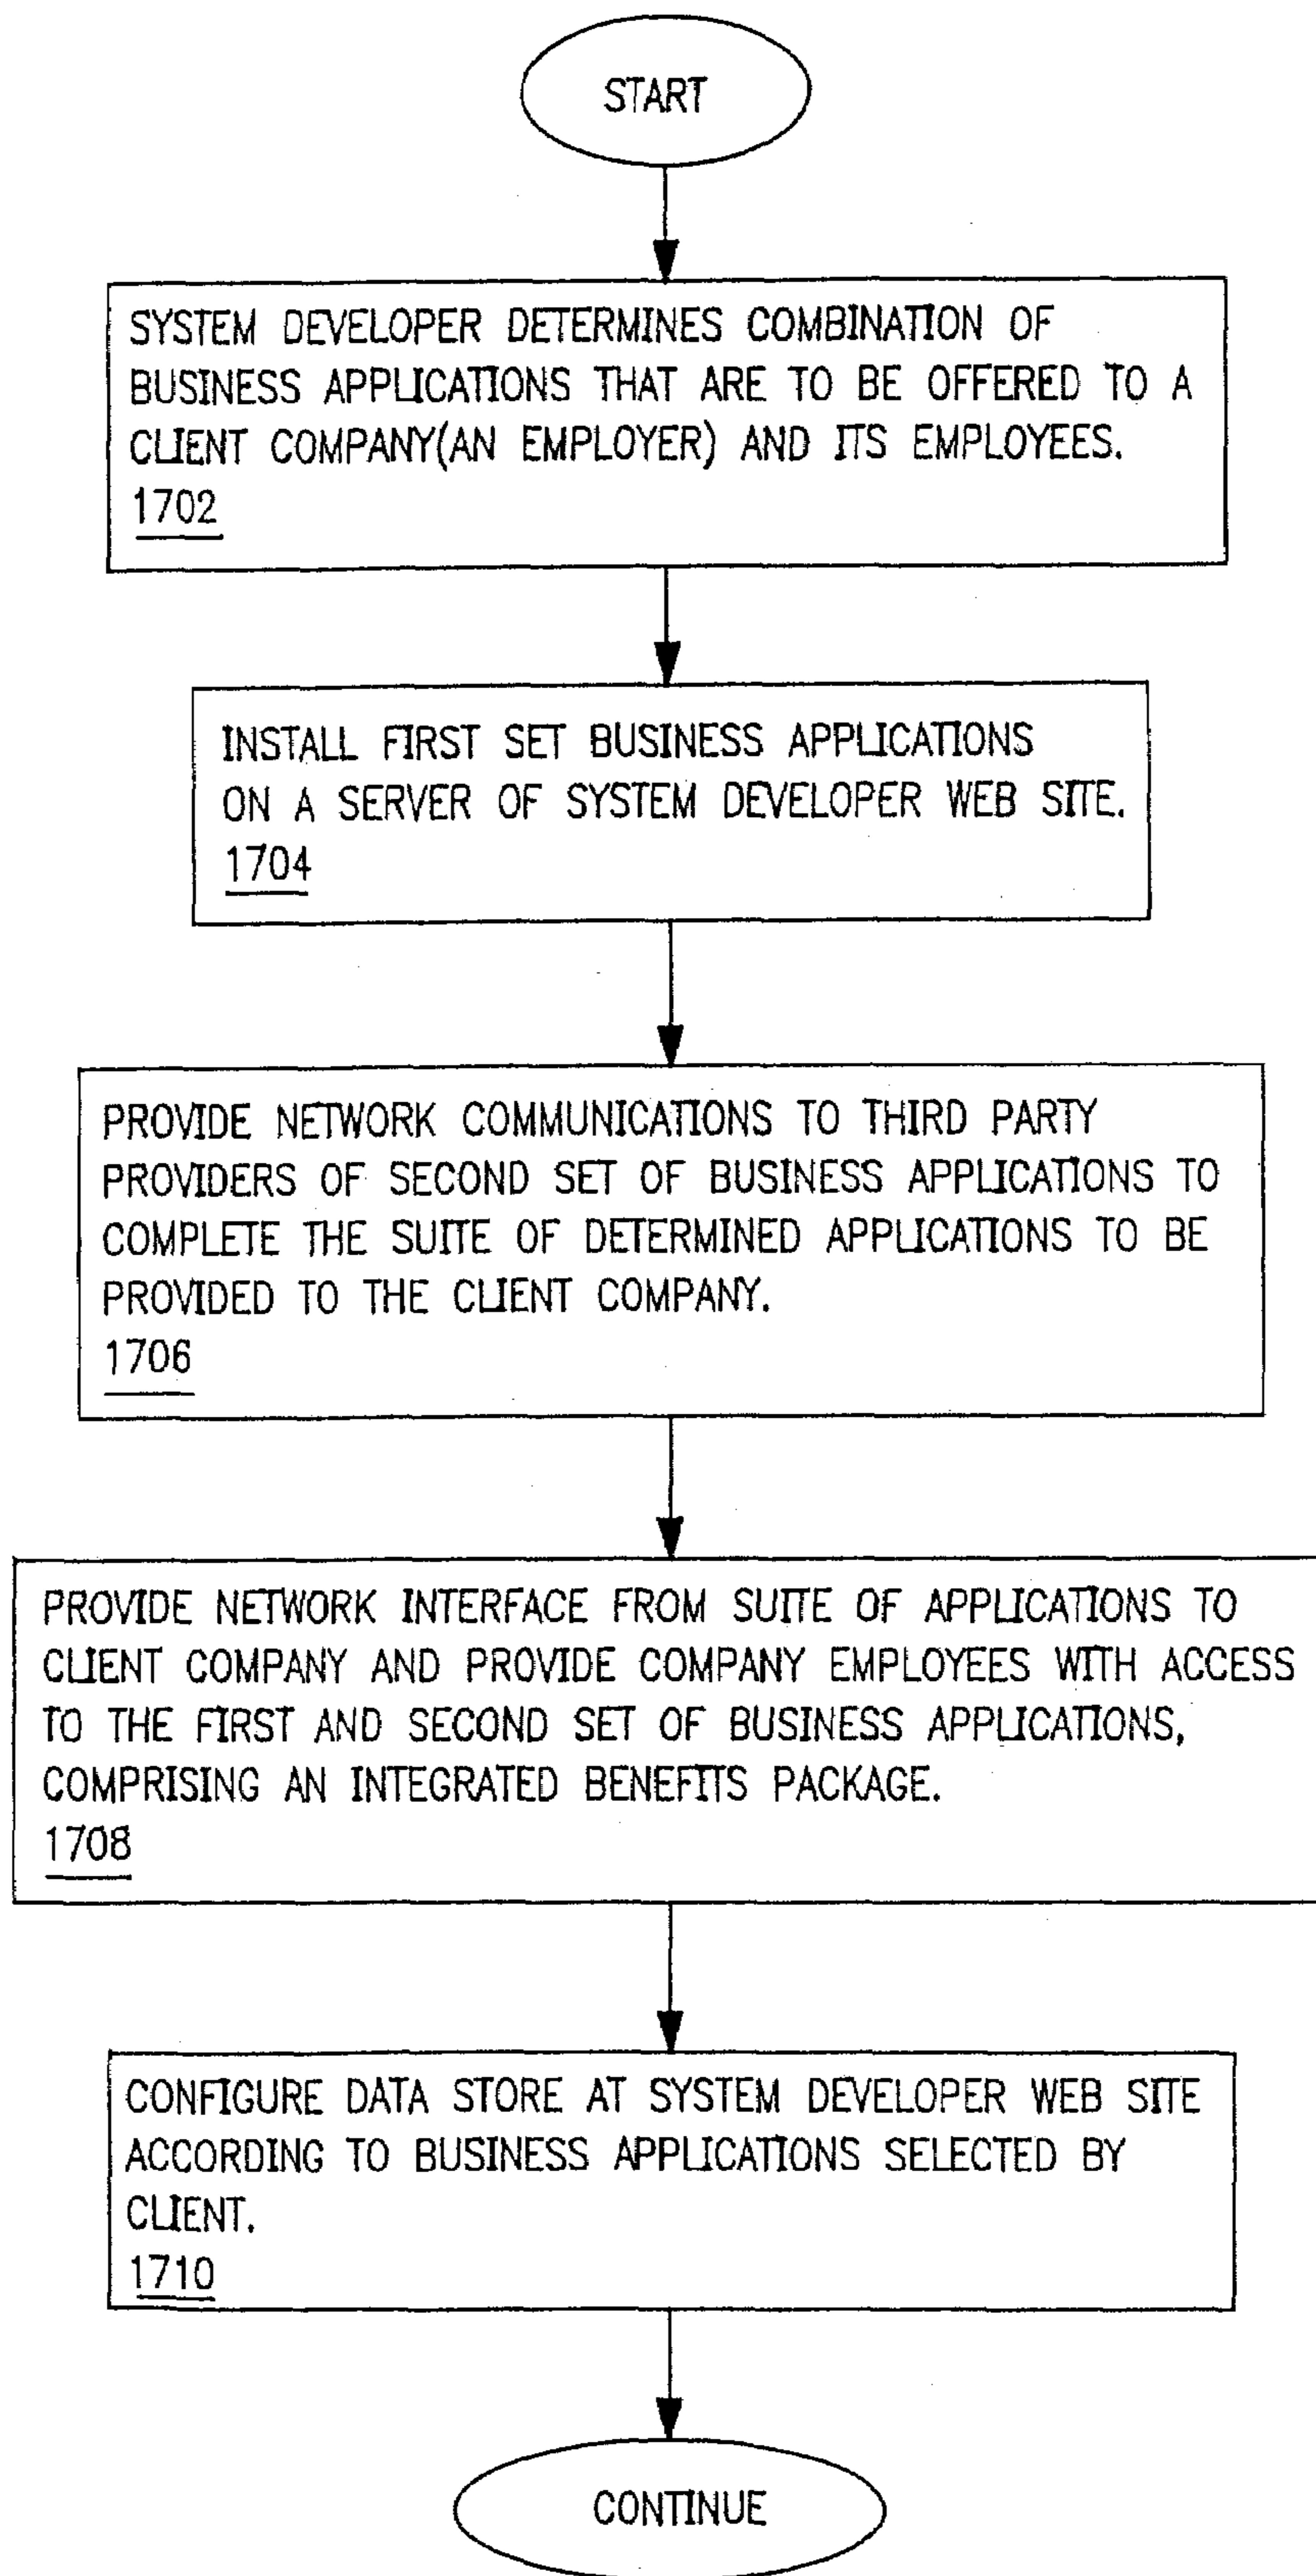 START
SYSTEM DEVELOPER DETERMINES COMBINATION OF
BUSINESS APPLICATIONS THAT ARE TO BE OFFERED TO A
CLIENT COMPANY(AN EMPLOYER) AND ITS EMPLOYEES.
1702
INSTALL FIRST SET BUSINESS APPLICATIONS
ON A SERVER OF SYSTEM DEVELOPER WEB SITE.
1704
PROVIDE NETWORK COMMUNICATIONS TO THIRD PARTY
PROVIDERS OF SECOND SET OF BUSINESS APPLICATIONS TO
COMPLETE THE SUITE OF DETERMINED APPLICATIONS TO BE
PROVIDED TO THE CLIENT COMPANY.
1706
PROVIDE NETWORK INTERFACE FROM SUITE OF APPLICATIONS TO
CLIENT COMPANY AND PROVIDE COMPANY EMPLOYEES WITH ACCESS
TO THE FIRST AND SECOND SET OF BUSINESS APPLICATIONS,
COMPRISING AN INTEGRATED BENEFITS PACKAGE.
1708
CONFIGURE DATA STORE AT SYSTEM DEVELOPER WEB SITE
ACCORDING TO BUSINESS APPLICATIONS SELECTED BY
CLIENT.
1710
CONTINUE